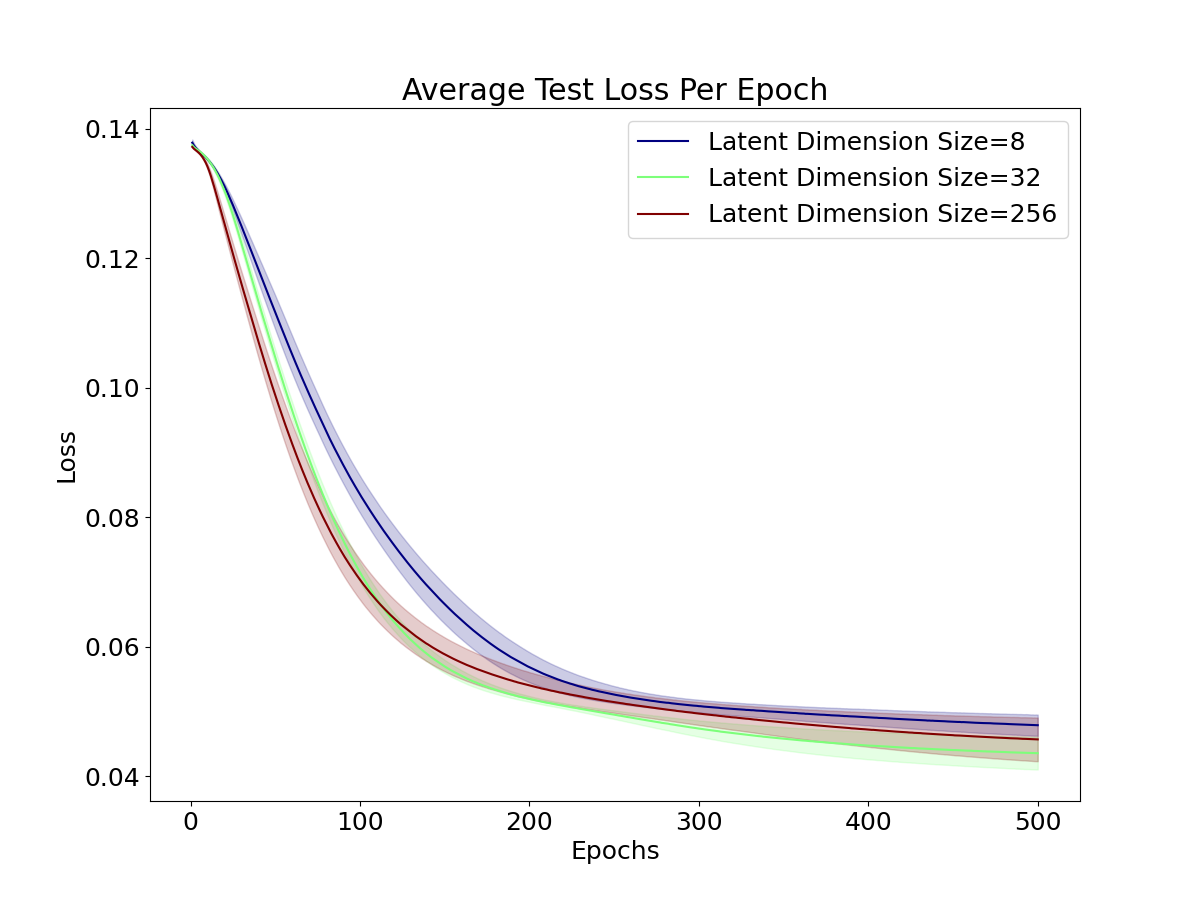 Average Test Loss Per Epoch
Latent Dimension Size=8
Latent Dimension Size=32
Latent Dimension Size=256
Loss
0.14
0.12
0.10
0.08
0.06
0.04
0 100 200 300 400 500
Epochs